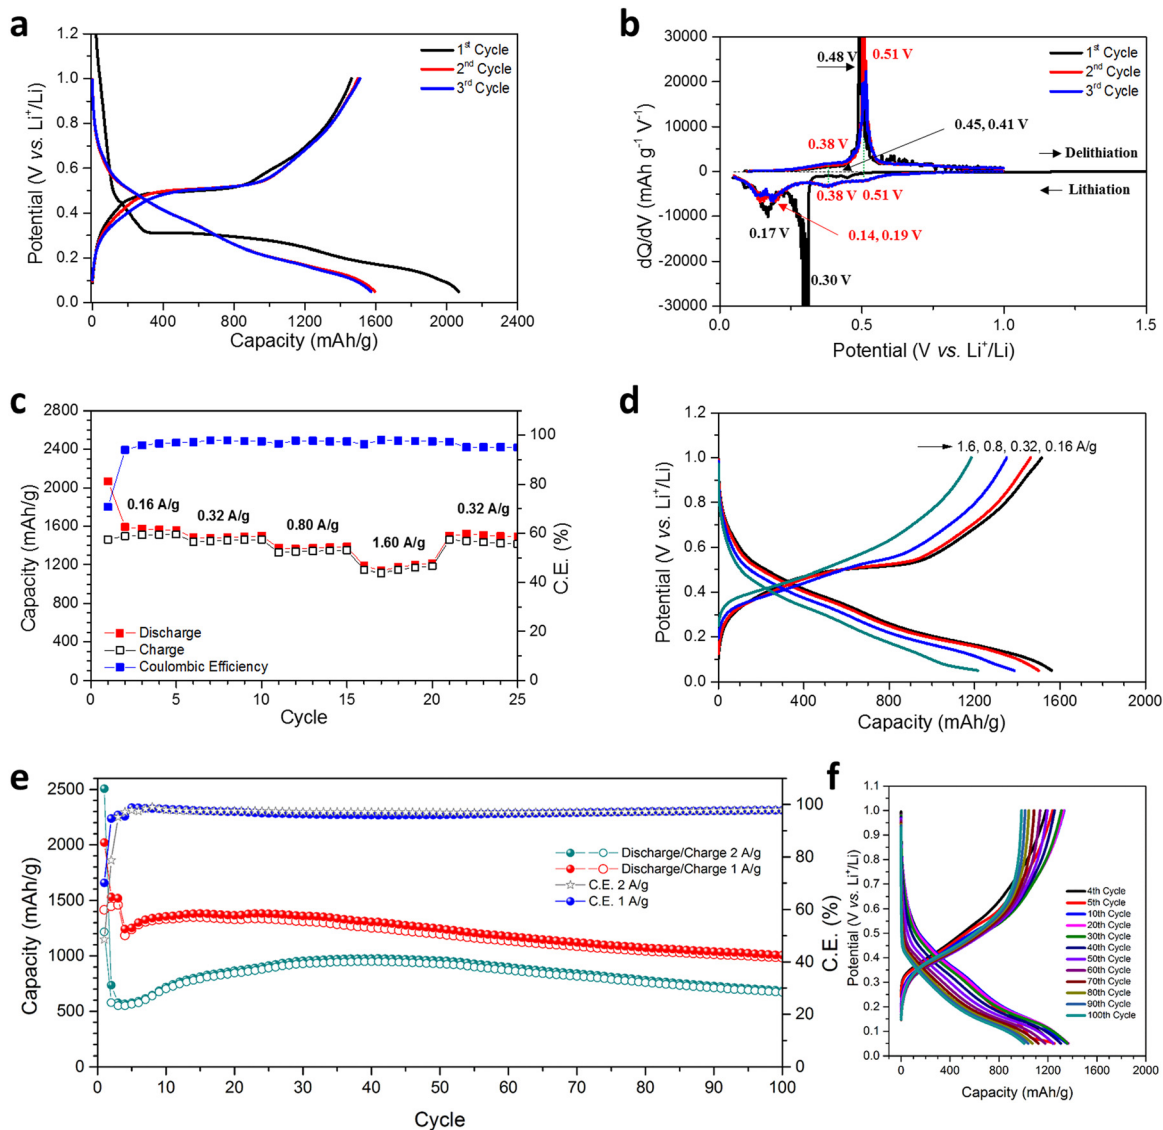 a
1.2
1.0
0.8
0.6
0.4
0.2
0.0
Potential (V vs. Li⁺/Li)
0 400 800 1200 1600 2000 2400
Capacity (mAh/g)
1ˢᵗ Cycle
2ⁿᵈ Cycle
3ʳᵈ Cycle
b
30000
20000
10000
0
-10000
-20000
-30000
dQ/dV (mAh g⁻¹ V⁻¹)
0.0 0.5 1.0 1.5
Potential (V vs. Li⁺/Li)
0.48 V
0.51 V
1ˢᵗ Cycle
2ⁿᵈ Cycle
3ʳᵈ Cycle
0.45, 0.41 V
0.38 V
Delithiation
Lithiation
0.38 V 0.51 V
0.17 V
0.14, 0.19 V
0.30 V
c
2800
2400
2000
1600
1200
800
400
0
Capacity (mAh/g)
100
80
60
40
20
0
C.E. (%)
0.16 A/g
0.32 A/g
0.80 A/g
1.60 A/g
0.32 A/g
Discharge
Charge
Coulombic Efficiency
0 5 10 15 20 25
Cycle
d
1.2
1.0
0.8
0.6
0.4
0.2
0.0
Potential (V vs. Li⁺/Li)
1.6, 0.8, 0.32, 0.16 A/g
0 400 800 1200 1600 2000
Capacity (mAh/g)
e
2500
2000
1500
1000
500
0
Capacity (mAh/g)
100
80
60
40
20
0
C.E. (%)
Discharge/Charge 2 A/g
Discharge/Charge 1 A/g
C.E. 2 A/g
C.E. 1 A/g
0 10 20 30 40 50 60 70 80 90 100
Cycle
f
1.1
1.0
0.9
0.8
0.7
0.6
0.5
0.4
0.3
0.2
0.1
0.0
Potential (V vs. Li⁺/Li)
4th Cycle
5th Cycle
10th Cycle
20th Cycle
30th Cycle
40th Cycle
50th Cycle
60th Cycle
70th Cycle
80th Cycle
90th Cycle
100th Cycle
0 400 800 1200 1600 2000
Capacity (mAh/g)